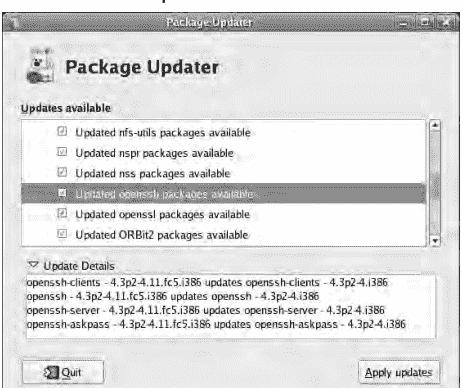 Package Updater
Package Updater
Updates available
Updated nfs-utils packages available
Updated nspr packages available
Updated nss packages available
Updated openssh packages available
Updated openssl packages available
Updated ORBit2 packages available
Update Details
openssh-clients - 4.3p2-4.11.fc5.i386 updates openssh-clients - 4.3p2-4.i386
openssh - 4.3p2-4.11.fc5.i386 updates openssh - 4.3p2-4.i386
openssh-server - 4.3p2-4.11.fc5.i386 updates openssh-server - 4.3p2-4.i386
openssh-askpass - 4.3p2-4.11.fc5.i386 updates openssh-askpass - 4.3p2-4.i386
Quit
Apply updates